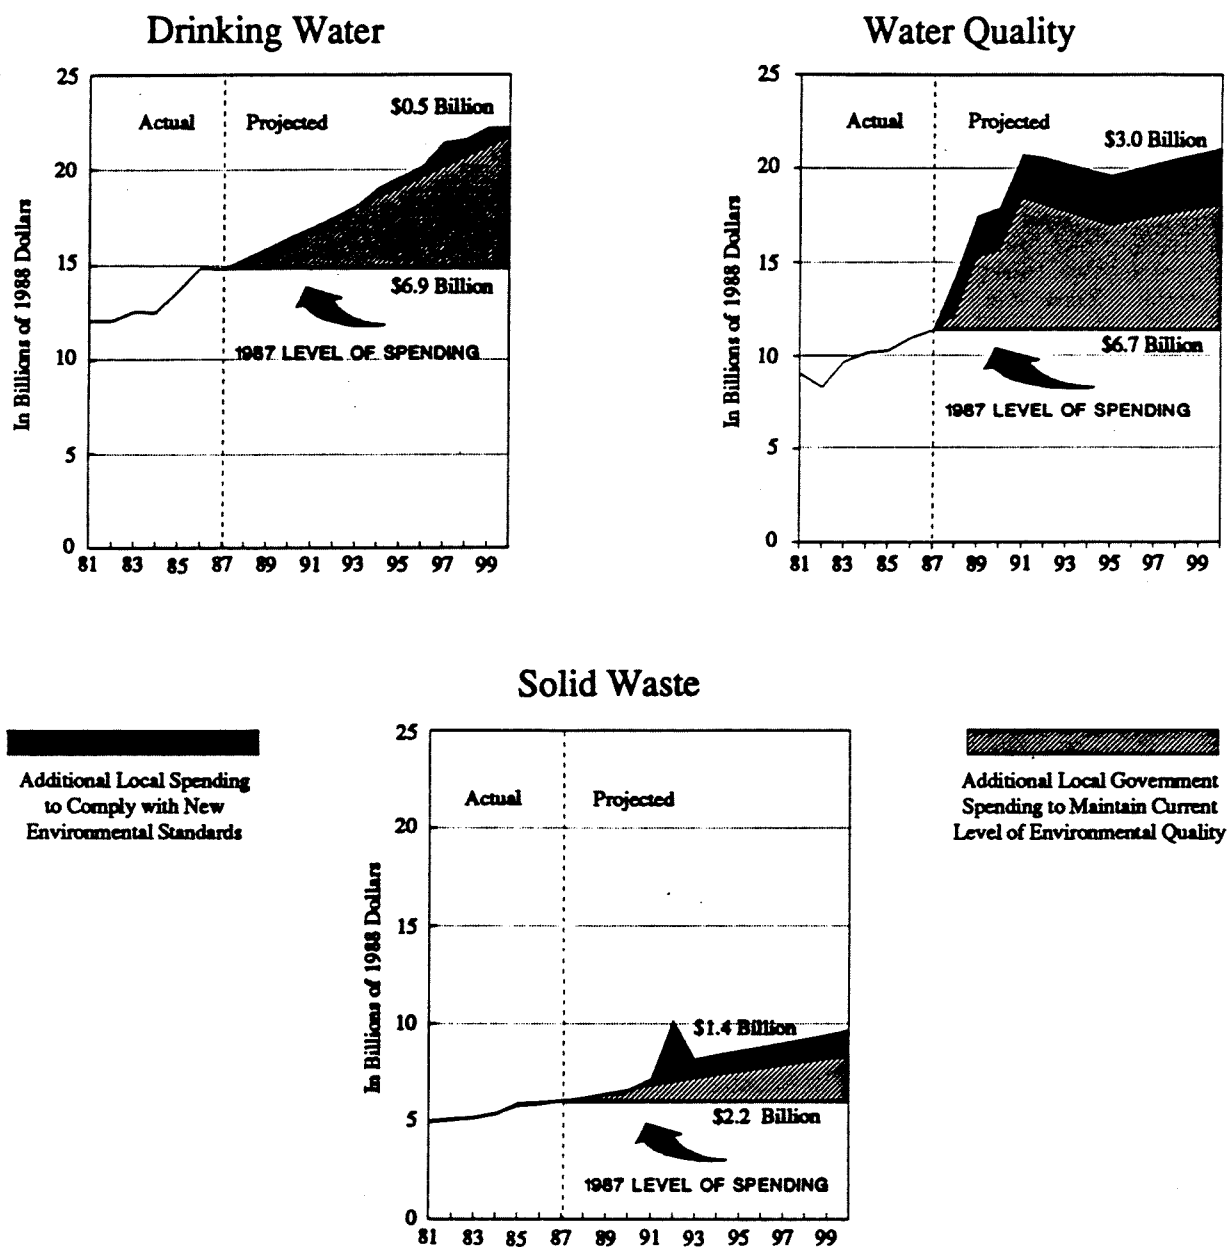 Drinking Water
25
20
15
10
5
0
In Billions of 1988 Dollars
Actual
Projected
$0.5 Billion
$6.9 Billion
1987 LEVEL OF SPENDING
81 83 85 87 89 91 93 95 97 99
Water Quality
25
20
15
10
5
0
In Billions of 1988 Dollars
Actual
Projected
$3.0 Billion
$6.7 Billion
1987 LEVEL OF SPENDING
81 83 85 87 89 91 93 95 97 99
Solid Waste
Additional Local Spending
to Comply with New
Environmental Standards
25
20
15
10
5
0
In Billions of 1988 Dollars
Actual
Projected
$1.4 Billion
$2.2 Billion
1987 LEVEL OF SPENDING
81 83 85 87 89 91 93 95 97 99
Additional Local Government
Spending to Maintain Current
Level of Environmental Quality